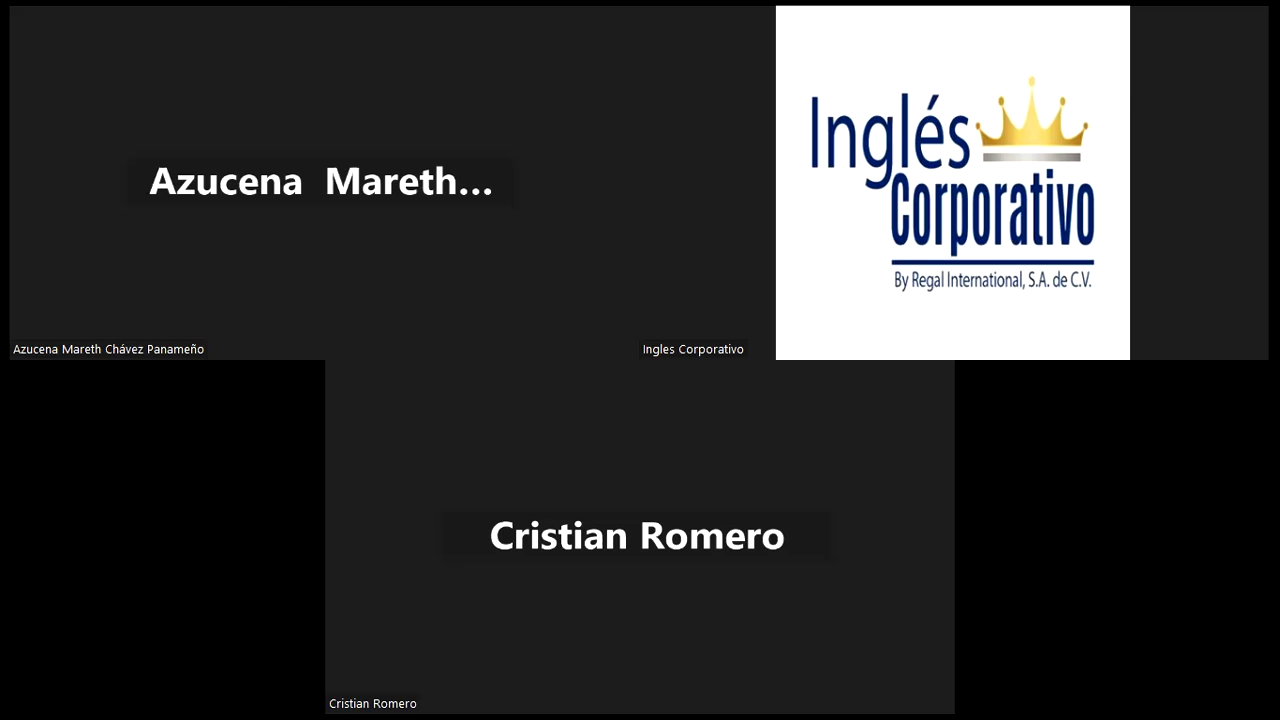 Azucena  Mareth...
Azucena Mareth Chávez Panameño
Inglés
Corporativo
By Regal International, S.A. de C.V.
Ingles Corporativo
Cristian Romero
Cristian Romero